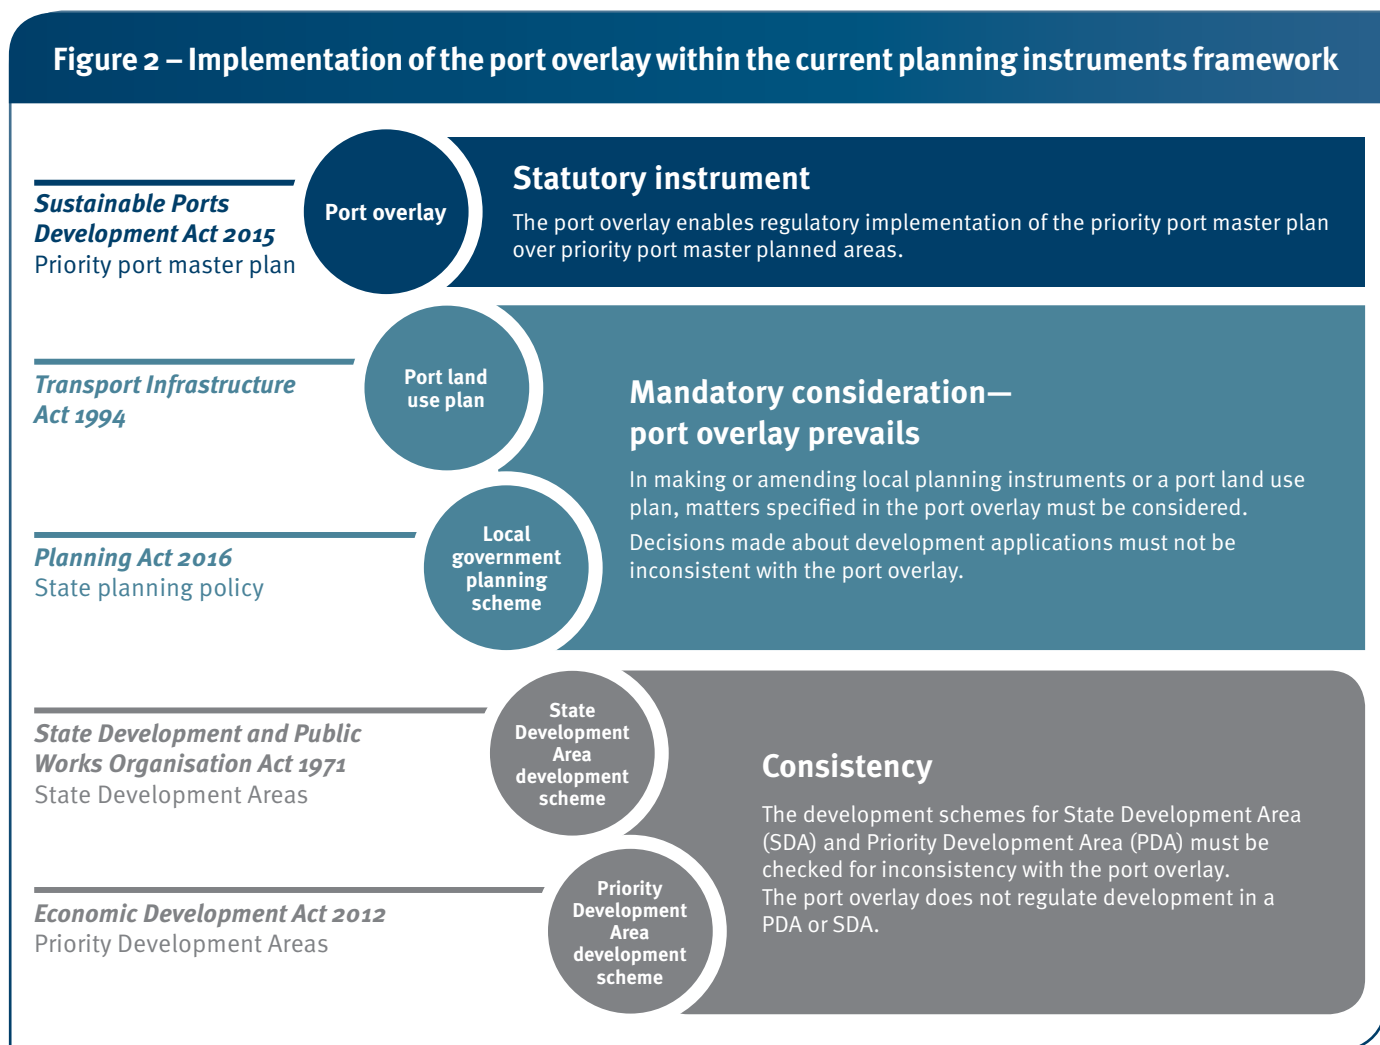 Figure 2 – Implementation of the port overlay within the current planning instruments framework
Sustainable Ports
Development Act 2015
Priority port master plan
Port overlay
Statutory instrument
The port overlay enables regulatory implementation of the priority port master plan
over priority port master planned areas.
Transport Infrastructure
Act 1994
Port land
use plan
Mandatory consideration—
port overlay prevails
In making or amending local planning instruments or a port land use
plan, matters specified in the port overlay must be considered.
Decisions made about development applications must not be
inconsistent with the port overlay.
Planning Act 2016
State planning policy
Local
government
planning
scheme
State Development and Public
Works Organisation Act 1971
State Development Areas
State
Development
Area
development
scheme
Consistency
The development schemes for State Development Area
(SDA) and Priority Development Area (PDA) must be
checked for inconsistency with the port overlay.
The port overlay does not regulate development in a
PDA or SDA.
Economic Development Act 2012
Priority Development Areas
Priority
Development
Area
development
scheme